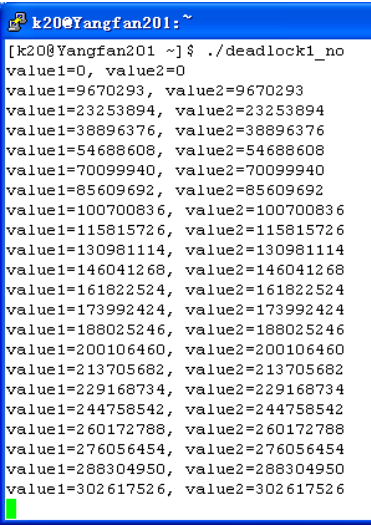 k20@Yangfan201:~
[k20@Yangfan201 ~]$ ./deadlock1_no
value1=0, value2=0
value1=9670293, value2=9670293
value1=23253894, value2=23253894
value1=38896376, value2=38896376
value1=54688608, value2=54688608
value1=70099940, value2=70099940
value1=85609692, value2=85609692
value1=100700836, value2=100700836
value1=115815726, value2=115815726
value1=130981114, value2=130981114
value1=146041268, value2=146041268
value1=161822524, value2=161822524
value1=173992424, value2=173992424
value1=188025246, value2=188025246
value1=200106460, value2=200106460
value1=213705682, value2=213705682
value1=229168734, value2=229168734
value1=244758542, value2=244758542
value1=260172788, value2=260172788
value1=276056454, value2=276056454
value1=288304950, value2=288304950
value1=302617526, value2=302617526